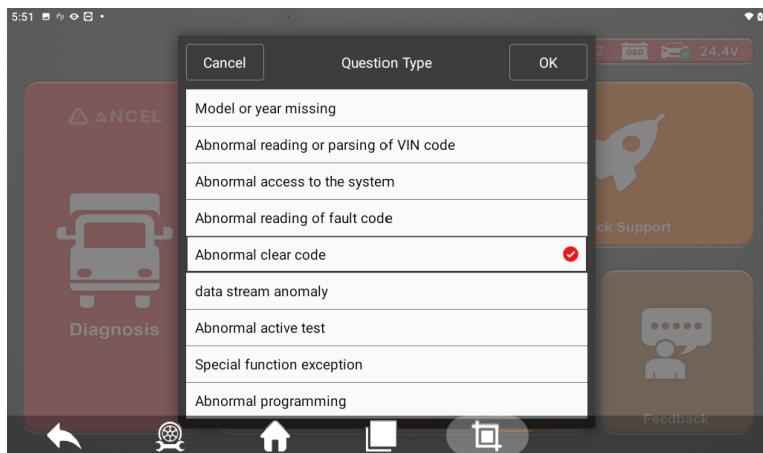 5:51
2 OBD 24.4V
Cancel Question Type OK
ANCEL
Model or year missing
Abnormal reading or parsing of VIN code
Abnormal access to the system
Abnormal reading of fault code
Abnormal clear code
data stream anomaly
Abnormal active test
Special function exception
Abnormal programming
ck Support
Diagnosis
Feedback